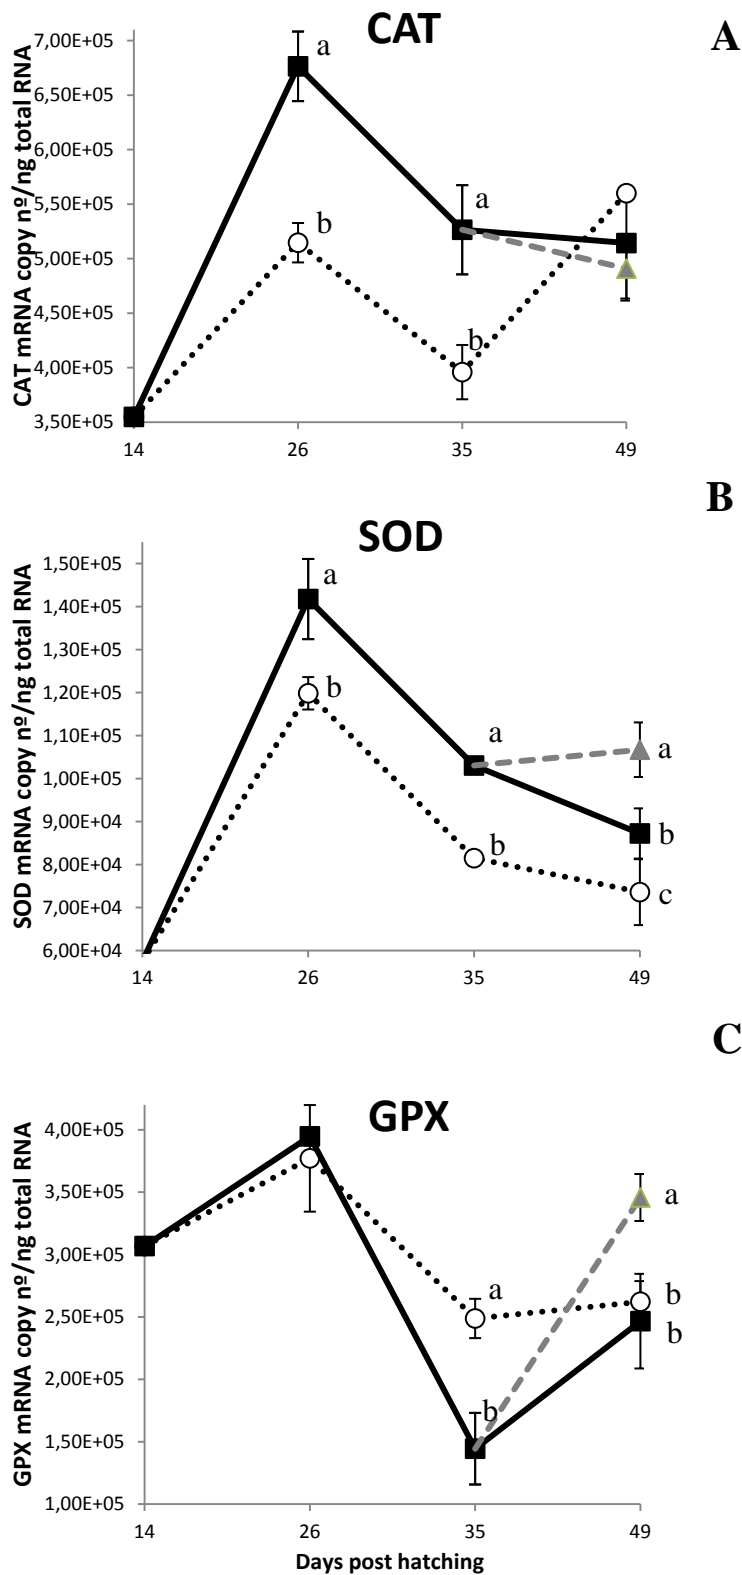 CAT
A
CAT mRNA copy nº/ng total RNA
7,00E+05
6,50E+05
6,00E+05
5,50E+05
5,00E+05
4,50E+05
4,00E+05
3,50E+05
a
b
a
b
14
26
35
49
B
SOD
SOD mRNA copy nº/ng total RNA
1,50E+05
1,40E+05
1,30E+05
1,20E+05
1,10E+05
1,00E+05
9,00E+04
8,00E+04
7,00E+04
6,00E+04
a
b
a
b
a
b
c
14
26
35
49
C
GPX
GPX mRNA copy nº/ng total RNA
4,00E+05
3,50E+05
3,00E+05
2,50E+05
2,00E+05
1,50E+05
1,00E+05
a
b
a
b
b
14
26
35
49
Days post hatching